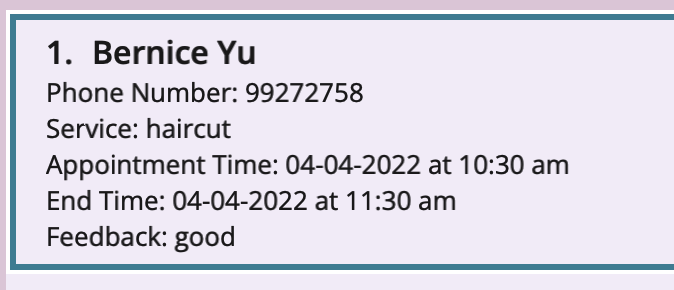 1. Bernice Yu
Phone Number: 99272758
Service: haircut
Appointment Time: 04-04-2022 at 10:30 am
End Time: 04-04-2022 at 11:30 am
Feedback: good